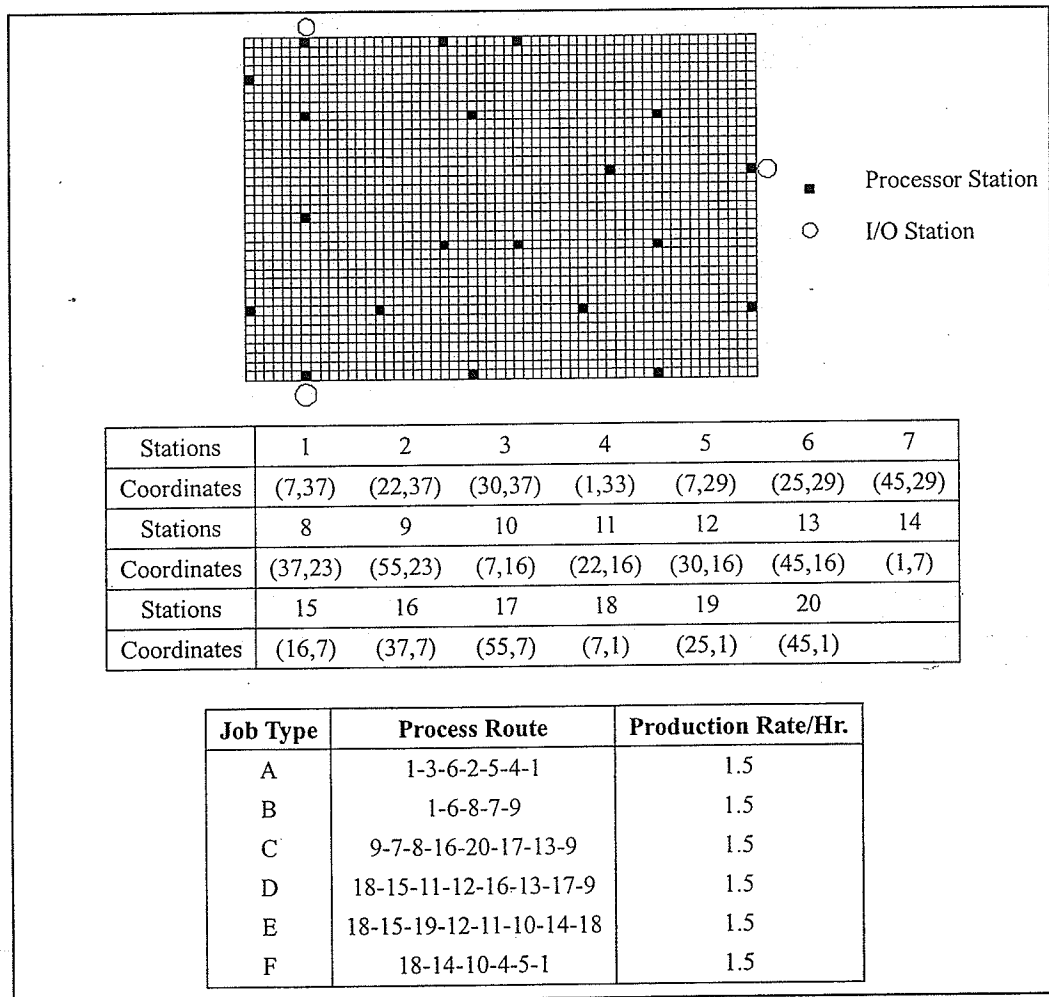 Processor Station
I/O Station
Stations 1 2 3 4 5 6 7
Coordinates (7,37) (22,37) (30,37) (1,33) (7,29) (25,29) (45,29)
Stations 8 9 10 11 12 13 14
Coordinates (37,23) (55,23) (7,16) (22,16) (30,16) (45,16) (1,7)
Stations 15 16 17 18 19 20
Coordinates (16,7) (37,7) (55,7) (7,1) (25,1) (45,1)
Job Type Process Route Production Rate/Hr.
A 1-3-6-2-5-4-1 1.5
B 1-6-8-7-9 1.5
C 9-7-8-16-20-17-13-9 1.5
D 18-15-11-12-16-13-17-9 1.5
E 18-15-19-12-11-10-14-18 1.5
F 18-14-10-4-5-1 1.5